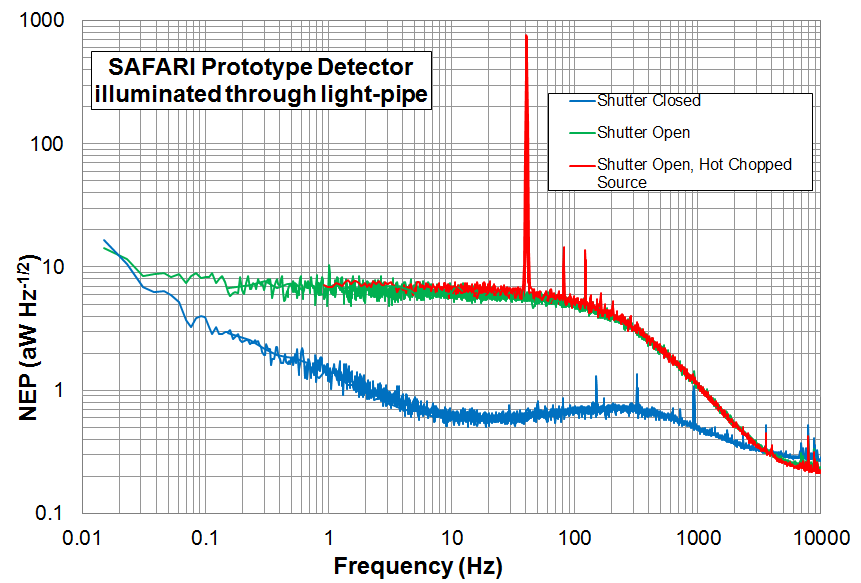 1000
100
10
1
0.1
NEP (aW Hz-1/2)
SAFARI Prototype Detector
illuminated through light-pipe
Shutter Closed
Shutter Open
Shutter Open, Hot Chopped
Source
0.01 0.1 1 10 100 1000 10000
Frequency (Hz)